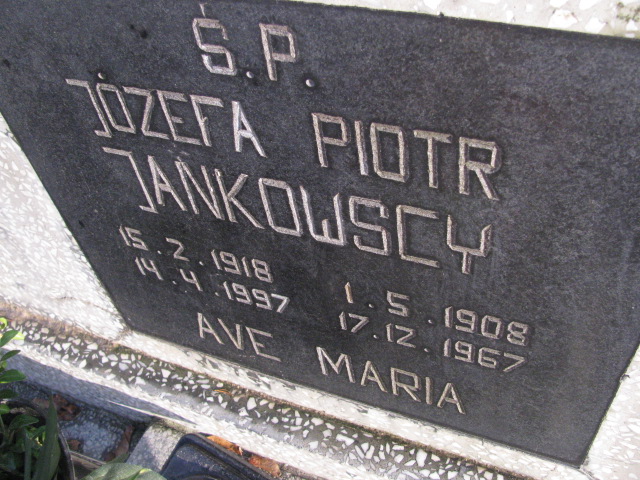 Ś.P.
JÓZEFA PIOTR
JANKOWSCY
15.2.1918 1.5.1908
14.4.1997 17.12.1967
AVE MARIA